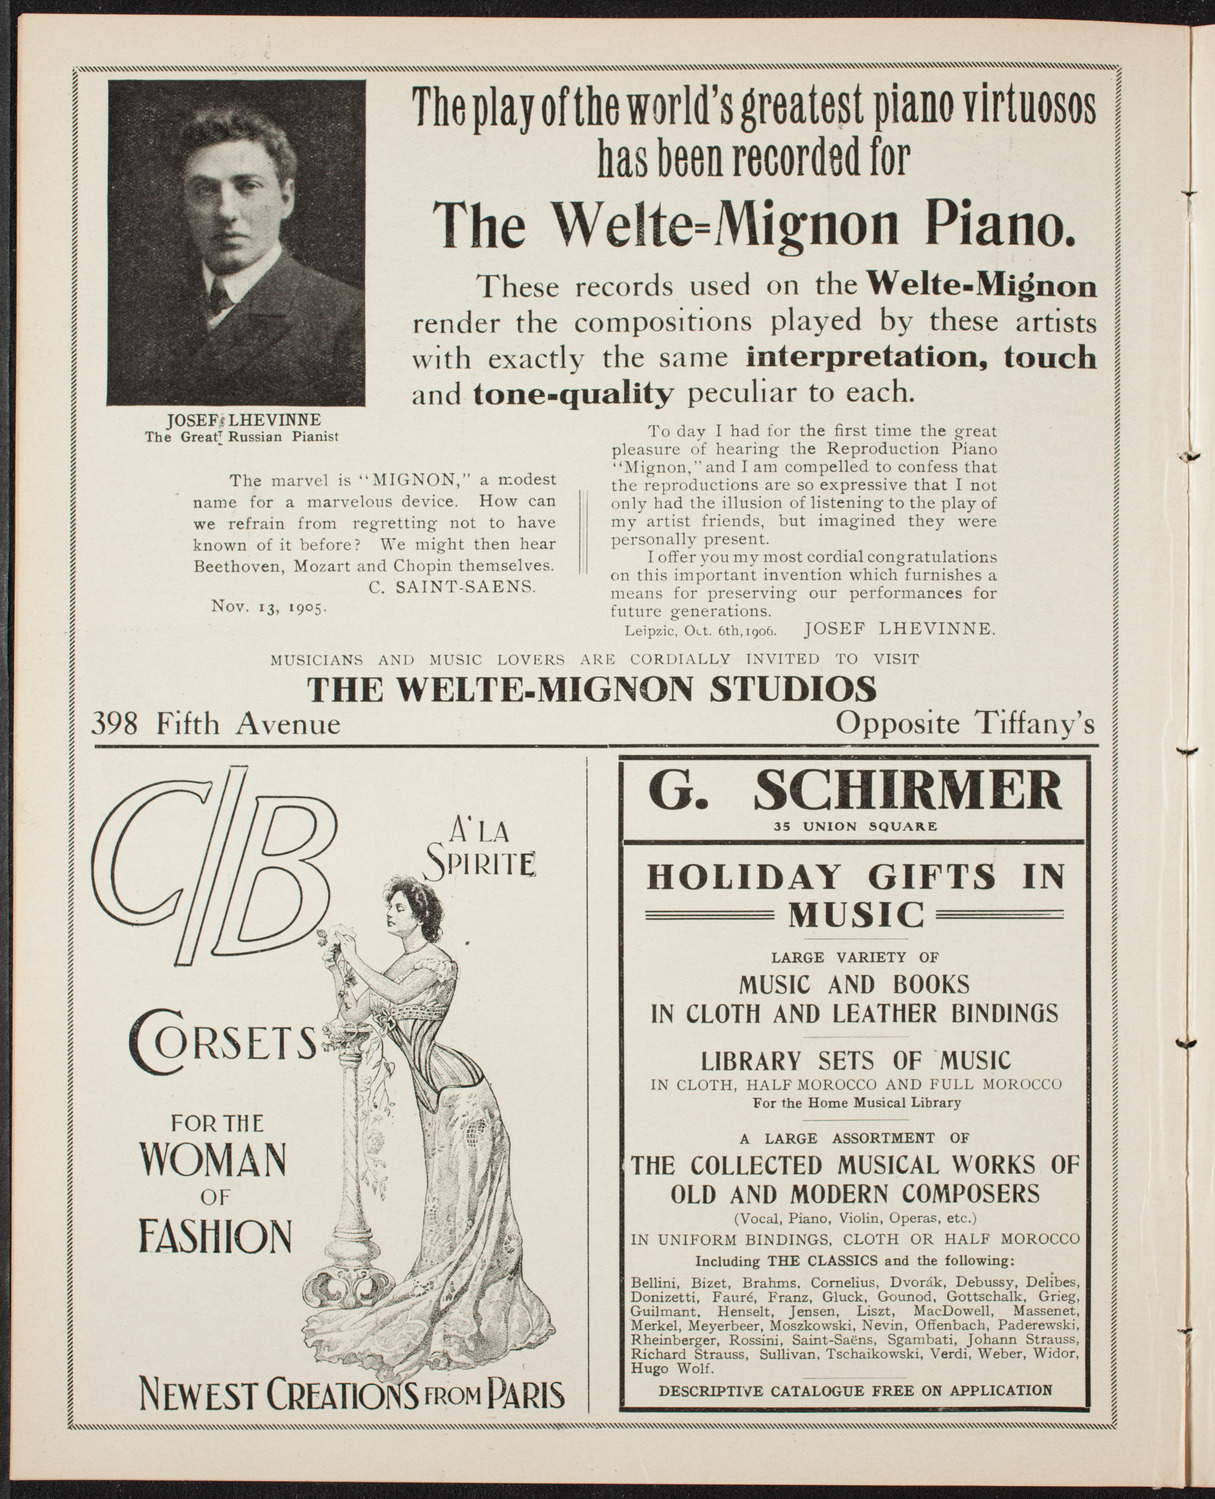 The play of the world's greatest piano virtuosos
has been recorded for
The Welte=Mignon Piano.
These records used on the Welte-Mignon
render the compositions played by these artists
with exactly the same interpretation, touch
and tone-quality peculiar to each.
JOSEF LHEVINNE
The Great Russian Pianist
The marvel is "MIGNON," a modest
name for a marvelous device. How can
we refrain from regretting not to have
known of it before? We might then hear
Beethoven, Mozart and Chopin themselves.
C. SAINT-SAENS.
Nov. 13, 1905.
To day I had for the first time the great
pleasure of hearing the Reproduction Piano
"Mignon," and I am compelled to confess that
the reproductions are so expressive that I not
only had the illusion of listening to the play of
my artist friends, but imagined they were
personally present.
I offer you my most cordial congratulations
on this important invention which furnishes a
means for preserving our performances for
future generations.
Leipzic, Oct. 6th, 1906. JOSEF LHEVINNE.
MUSICIANS AND MUSIC LOVERS ARE CORDIALLY INVITED TO VISIT
THE WELTE-MIGNON STUDIOS
398 Fifth Avenue Opposite Tiffany's
C/B
A' LA
SPIRITE
CORSETS
FOR THE
WOMAN
OF
FASHION
NEWEST CREATIONS FROM PARIS
G. SCHIRMER
35 UNION SQUARE
HOLIDAY GIFTS IN
MUSIC
LARGE VARIETY OF
MUSIC AND BOOKS
IN CLOTH AND LEATHER BINDINGS
LIBRARY SETS OF MUSIC
IN CLOTH, HALF MOROCCO AND FULL MOROCCO
For the Home Musical Library
A LARGE ASSORTMENT OF
THE COLLECTED MUSICAL WORKS OF
OLD AND MODERN COMPOSERS
(Vocal, Piano, Violin, Operas, etc.)
IN UNIFORM BINDINGS, CLOTH OR HALF MOROCCO
Including THE CLASSICS and the following:
Bellini, Bizet, Brahms, Cornelius, Dvorák, Debussy, Delibes,
Donizetti, Fauré, Franz, Gluck, Gounod, Gottschalk, Grieg,
Guilmant, Henselt, Jensen, Liszt, MacDowell, Massenet,
Merkel, Meyerbeer, Moszkowski, Nevin, Offenbach, Paderewski,
Rheinberger, Rossini, Saint-Saëns, Sgambati, Johann Strauss,
Richard Strauss, Sullivan, Tschaikowski, Verdi, Weber, Widor,
Hugo Wolf.
DESCRIPTIVE CATALOGUE FREE ON APPLICATION